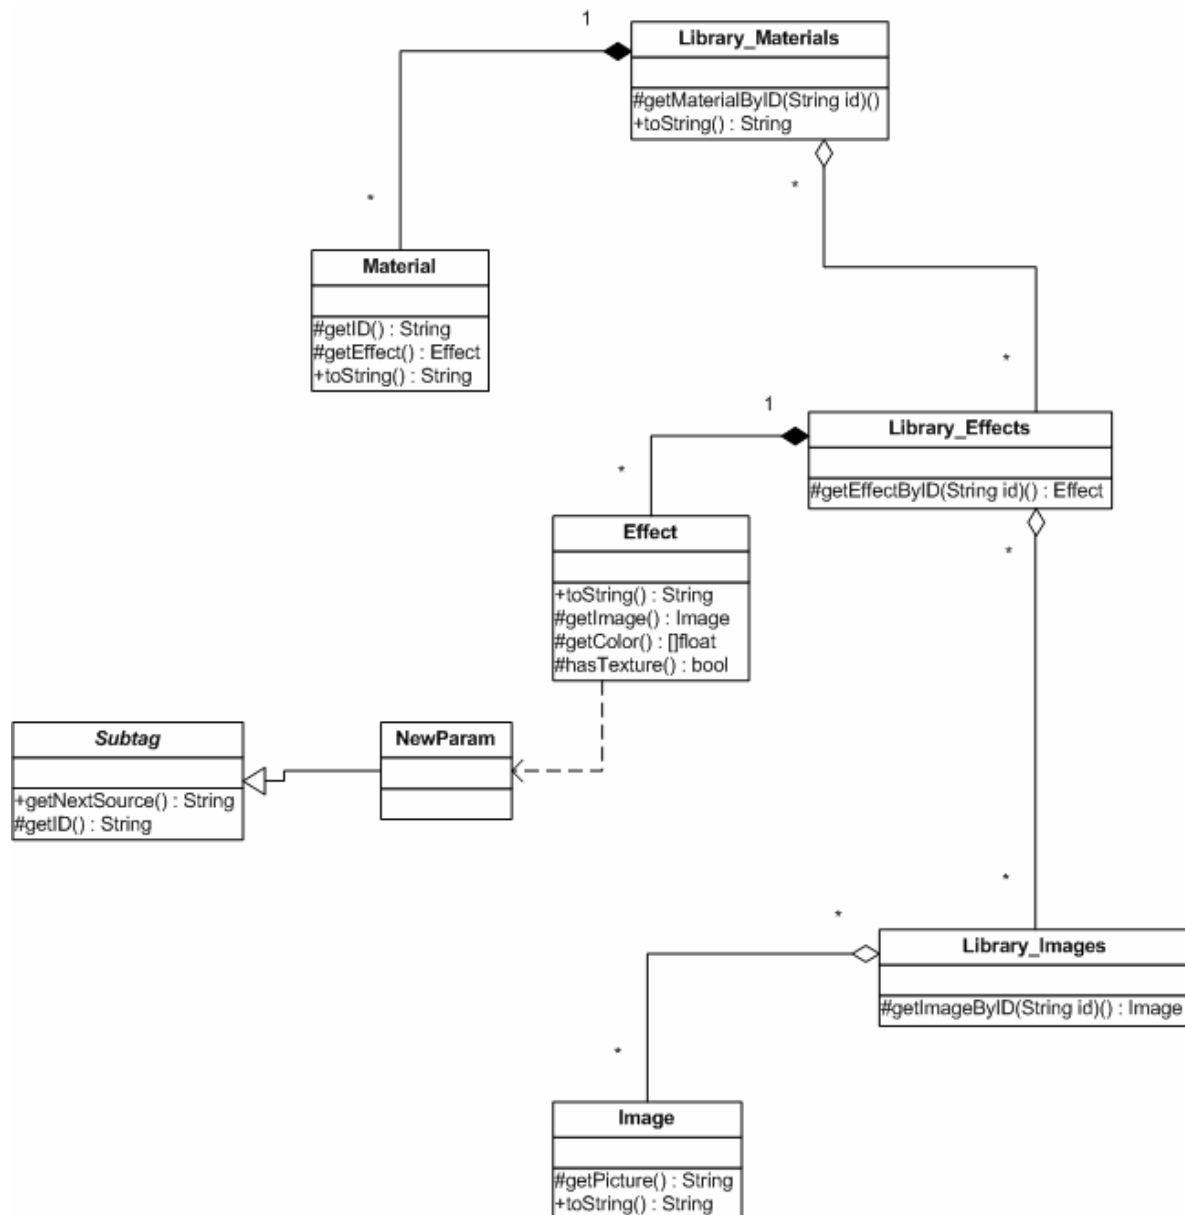 1
Library_Materials
#getMaterialByID(String id)()
+toString() : String
*
*
Material
#getID() : String
#getEffect() : Effect
+toString() : String
*
1
Library_Effects
#getEffectByID(String id)() : Effect
*
Effect
+toString() : String
#getImage() : Image
#getColor() : []float
#hasTexture() : bool
*
Subtag
+getNextSource() : String
#getID() : String
NewParam
*
*
Library_Images
#getImageByID(String id)() : Image
*
Image
#getPicture() : String
+toString() : String